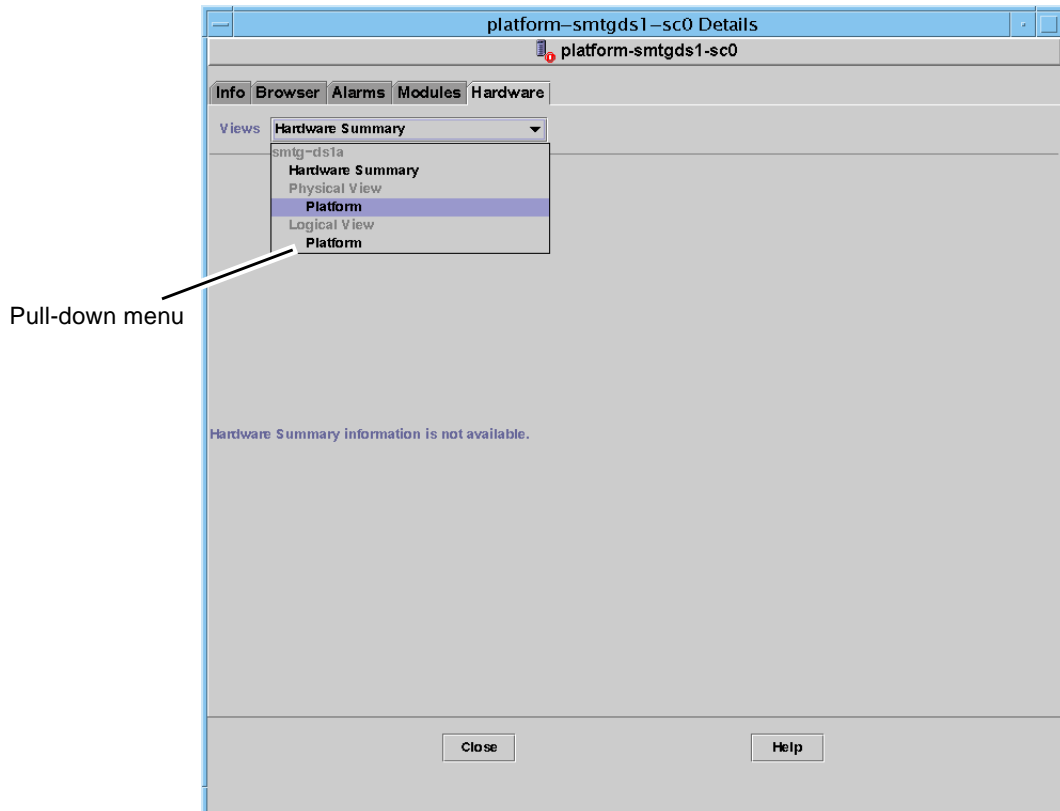 platform–smtgds1–sc0 Details
platform-smtgds1-sc0
Info Browser Alarms Modules Hardware
Views Hardware Summary
smtg-ds1a
Hardware Summary
Physical View
Platform
Logical View
Platform
Pull-down menu
Hardware Summary information is not available.
Close Help